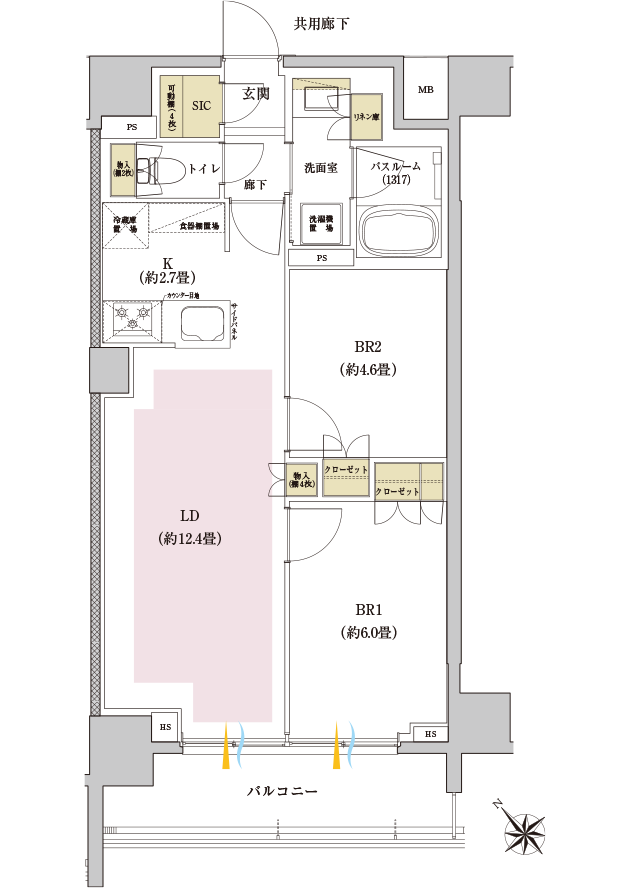 共用廊下
MB
可動棚(4枚)
SIC
玄関
リネン庫
PS
物入
(棚2枚)
トイレ
廊下
洗面室
バスルーム
(1317)
冷蔵庫
置場
食器棚置場
洗濯機
置場
PS
K
(約2.7畳)
カウンター目地
サイドパネル
BR2
(約4.6畳)
物入
(棚4枚)
クローゼット
クローゼット
LD
(約12.4畳)
BR1
(約6.0畳)
HS
HS
バルコニー
N